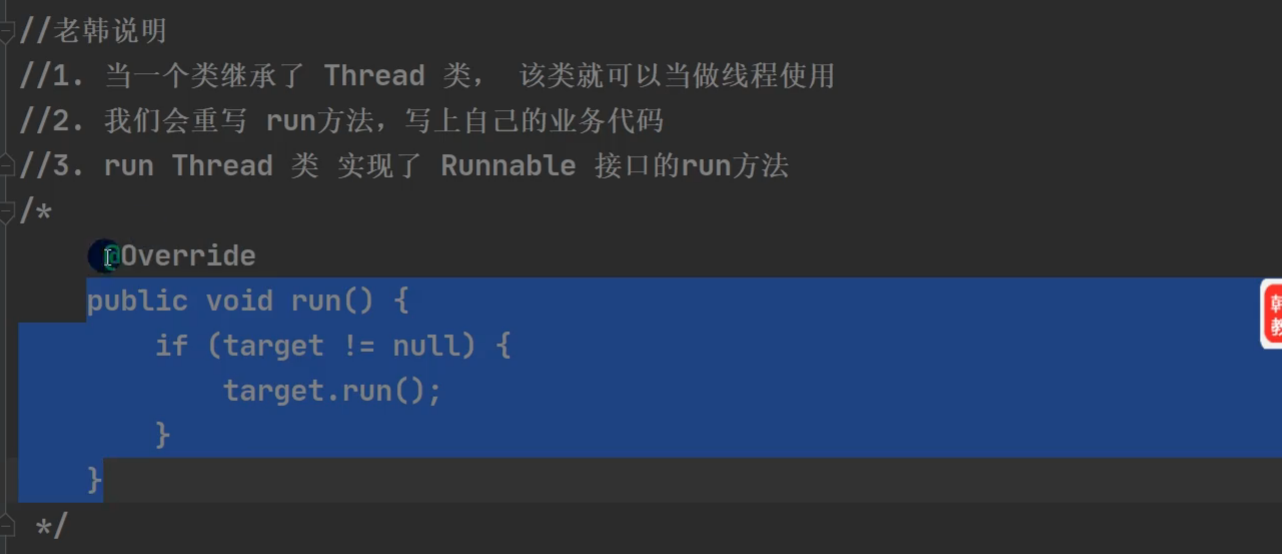 //老韩说明
//1. 当一个类继承了 Thread 类， 该类就可以当做线程使用
//2. 我们会重写 run方法，写上自己的业务代码
//3. run Thread 类 实现了 Runnable 接口的run方法
/*
@Override
public void run() {
if (target != null) {
target.run();
}
}
*/